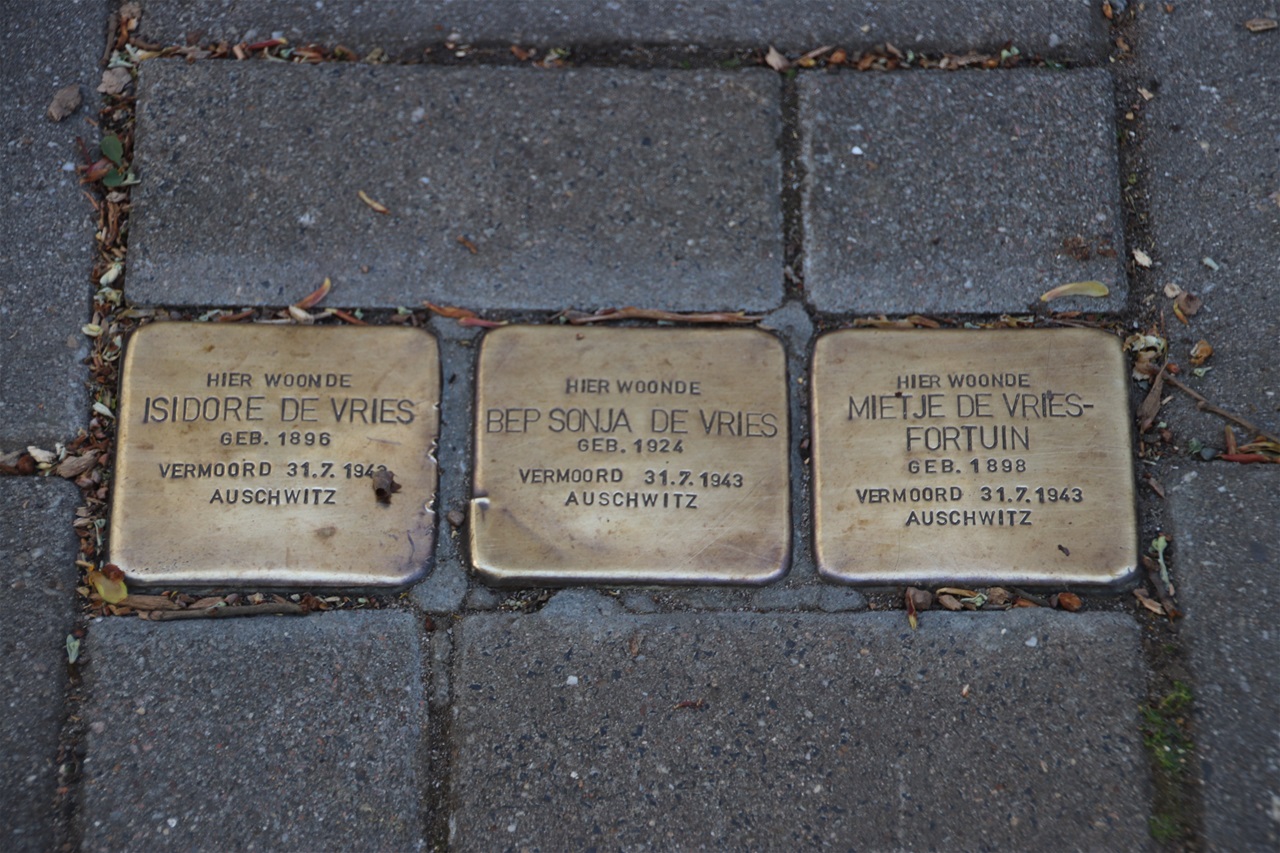 HIER WOONDE
ISIDORE DE VRIES
GEB. 1896
VERMOORD 31.7.1943
AUSCHWITZ
HIER WOONDE
BEP SONJA DE VRIES
GEB. 1924
VERMOORD 31.7.1943
AUSCHWITZ
HIER WOONDE
MIETJE DE VRIES-
FORTUIN
GEB. 1898
VERMOORD 31.7.1943
AUSCHWITZ